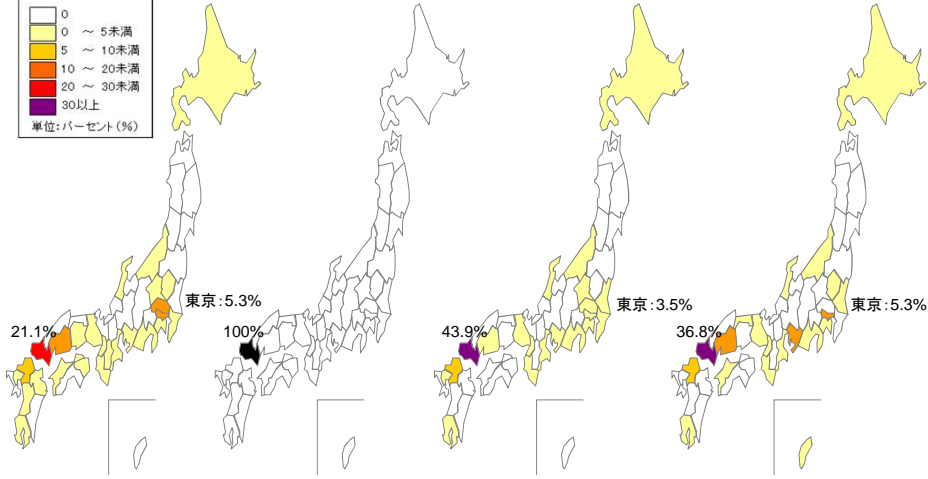 0
0 ～ 5未満
5 ～ 10未満
10 ～ 20未満
20 ～ 30未満
30以上
単位：パーセント（%）
東京：5.3%
21.1%
100%
東京：3.5%
43.9%
東京：5.3%
36.8%